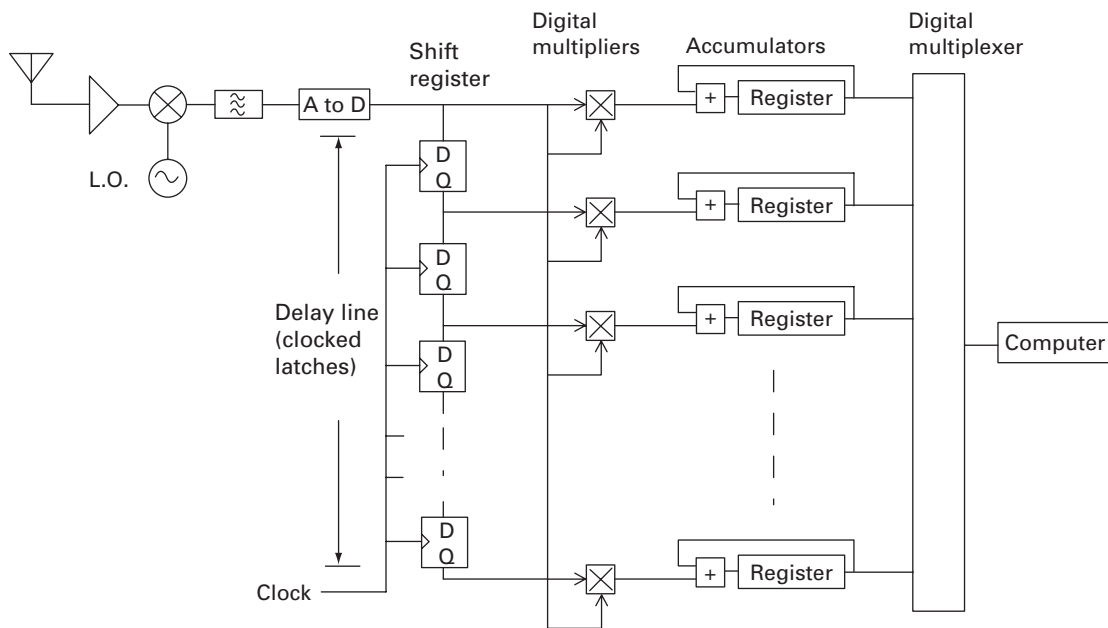 Digital
multipliers
Accumulators
Digital
multiplexer
Shift
register
A to D
+
Register
L.O.
D
Q
+
Register
D
Q
Delay line
(clocked
latches)
+
Register
Computer
D
Q
D
Q
+
Register
Clock